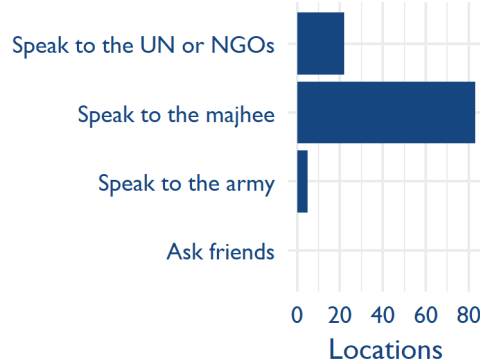 Speak to the UN or NGOs
Speak to the majhee
Speak to the army
Ask friends
0 20 40 60 80
Locations